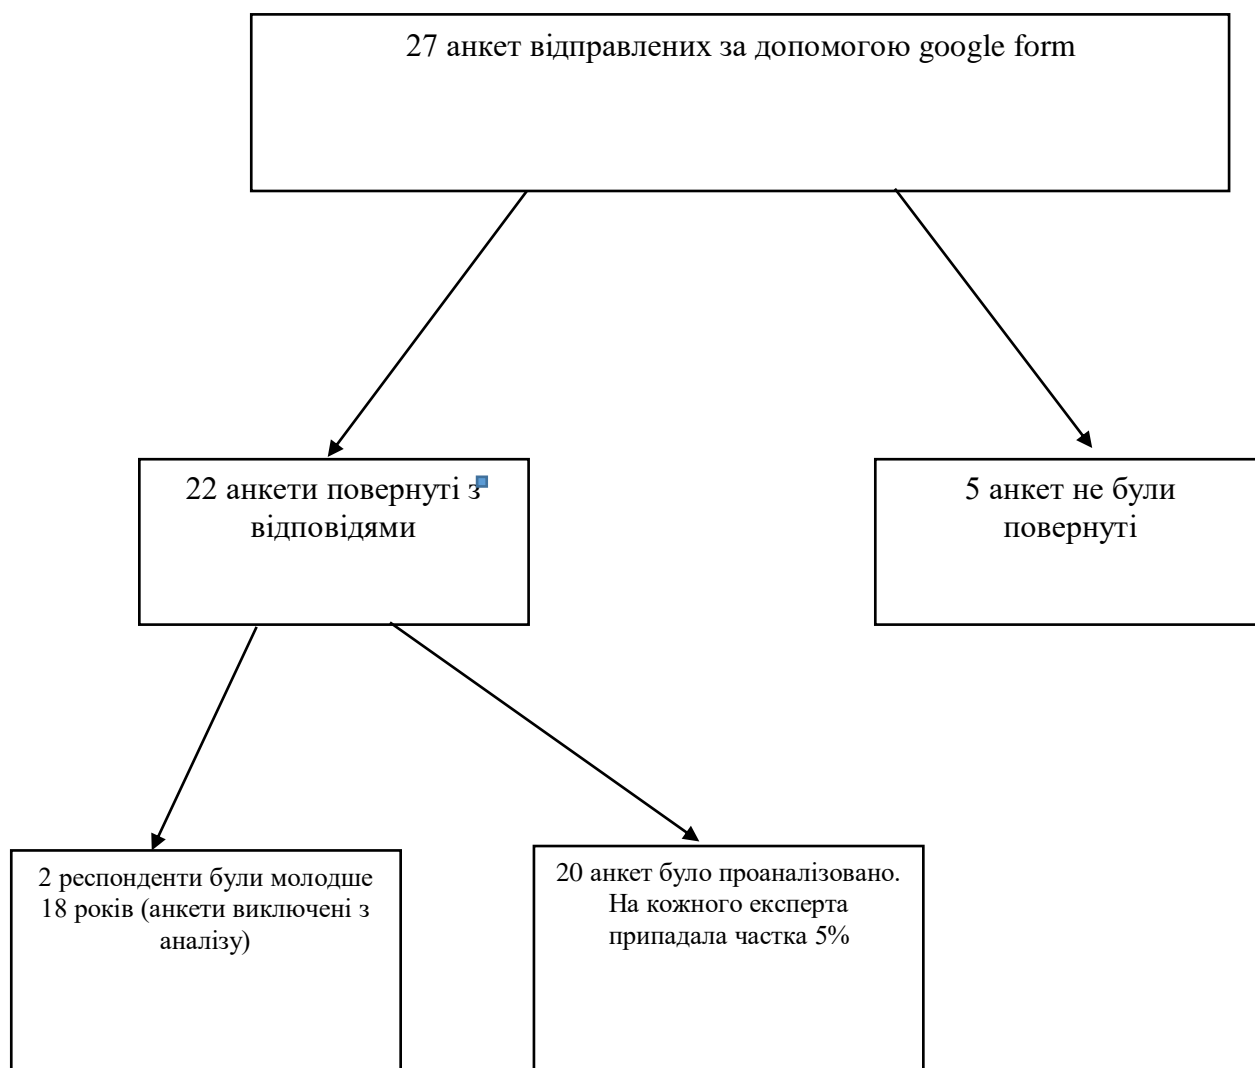 27 анкет відправлених за допомогою google form
22 анкети повернуті з
відповідями
5 анкет не були
повернуті
2 респонденти були молодше
18 років (анкети виключені з
аналізу)
20 анкет було проаналізовано.
На кожного експерта
припадала частка 5%